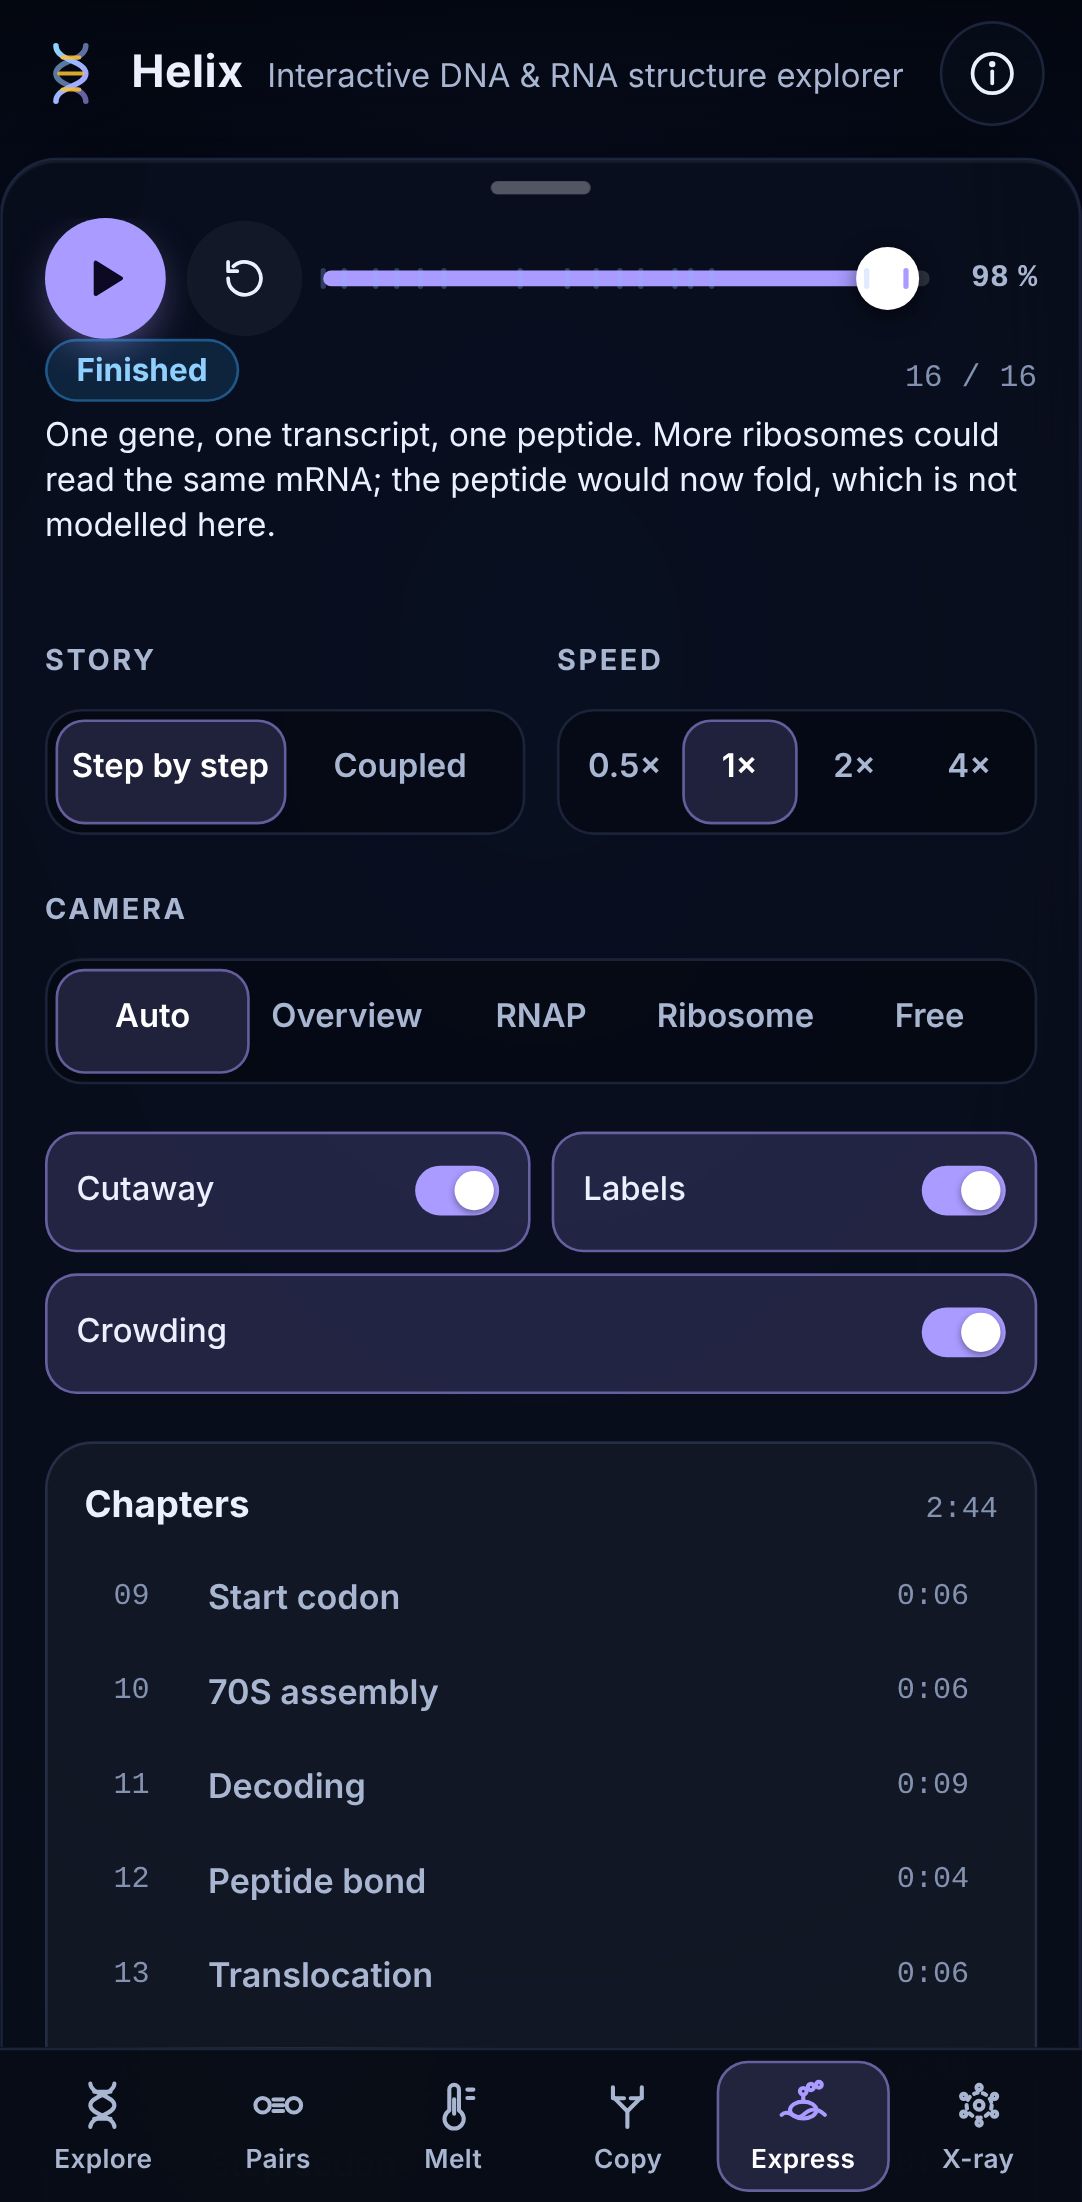 Helix Interactive DNA & RNA structure explorer
98 %
Finished 16 / 16
One gene, one transcript, one peptide. More ribosomes could
read the same mRNA; the peptide would now fold, which is not
modelled here.
STORY SPEED
Step by step Coupled 0.5× 1× 2× 4×
CAMERA
Auto Overview RNAP Ribosome Free
Cutaway Labels
Crowding
Chapters 2:44
09 Start codon 0:06
10 70S assembly 0:06
11 Decoding 0:09
12 Peptide bond 0:04
13 Translocation 0:06
Explore Pairs Melt Copy Express X-ray